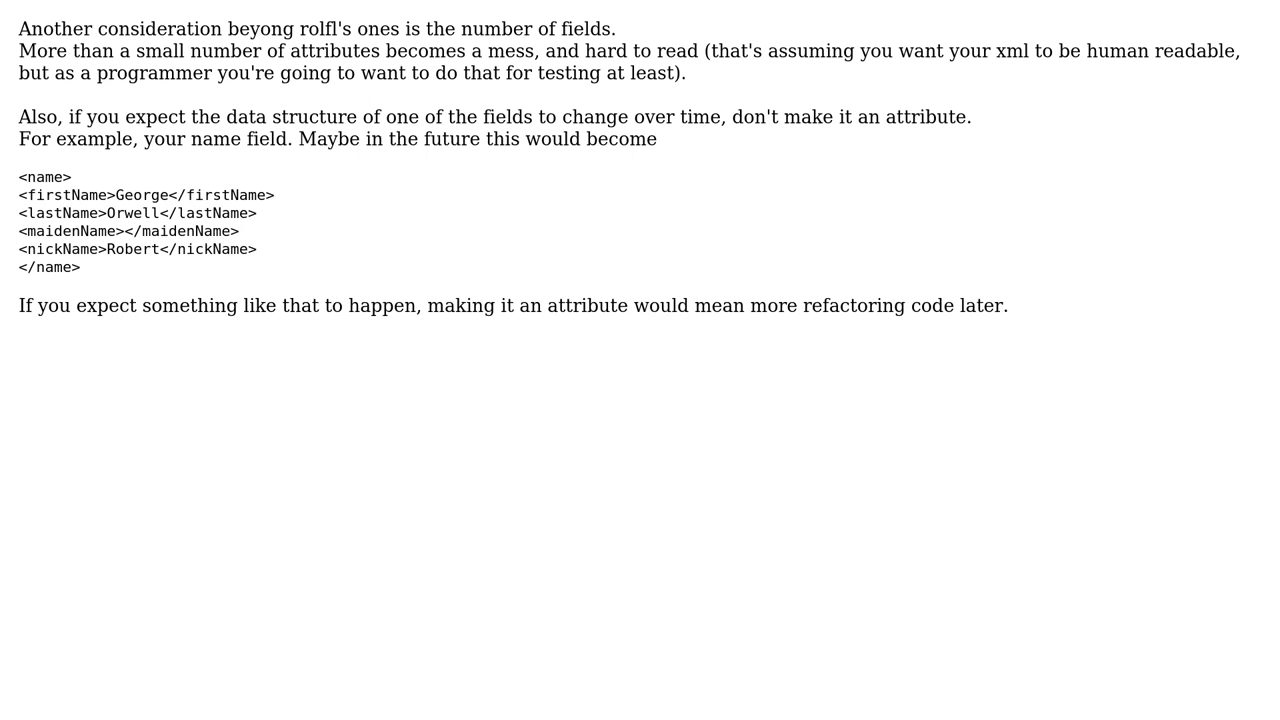 Another consideration beyong rolfl's ones is the number of fields.
More than a small number of attributes becomes a mess, and hard to read (that's assuming you want your xml to be human readable,
but as a programmer you're going to want to do that for testing at least).
Also, if you expect the data structure of one of the fields to change over time, don't make it an attribute.
For example, your name field. Maybe in the future this would become
<name>
<firstName>George</firstName>
<lastName>Orwell</lastName>
<maidenName></maidenName>
<nickName>Robert</nickName>
</name>
If you expect something like that to happen, making it an attribute would mean more refactoring code later.